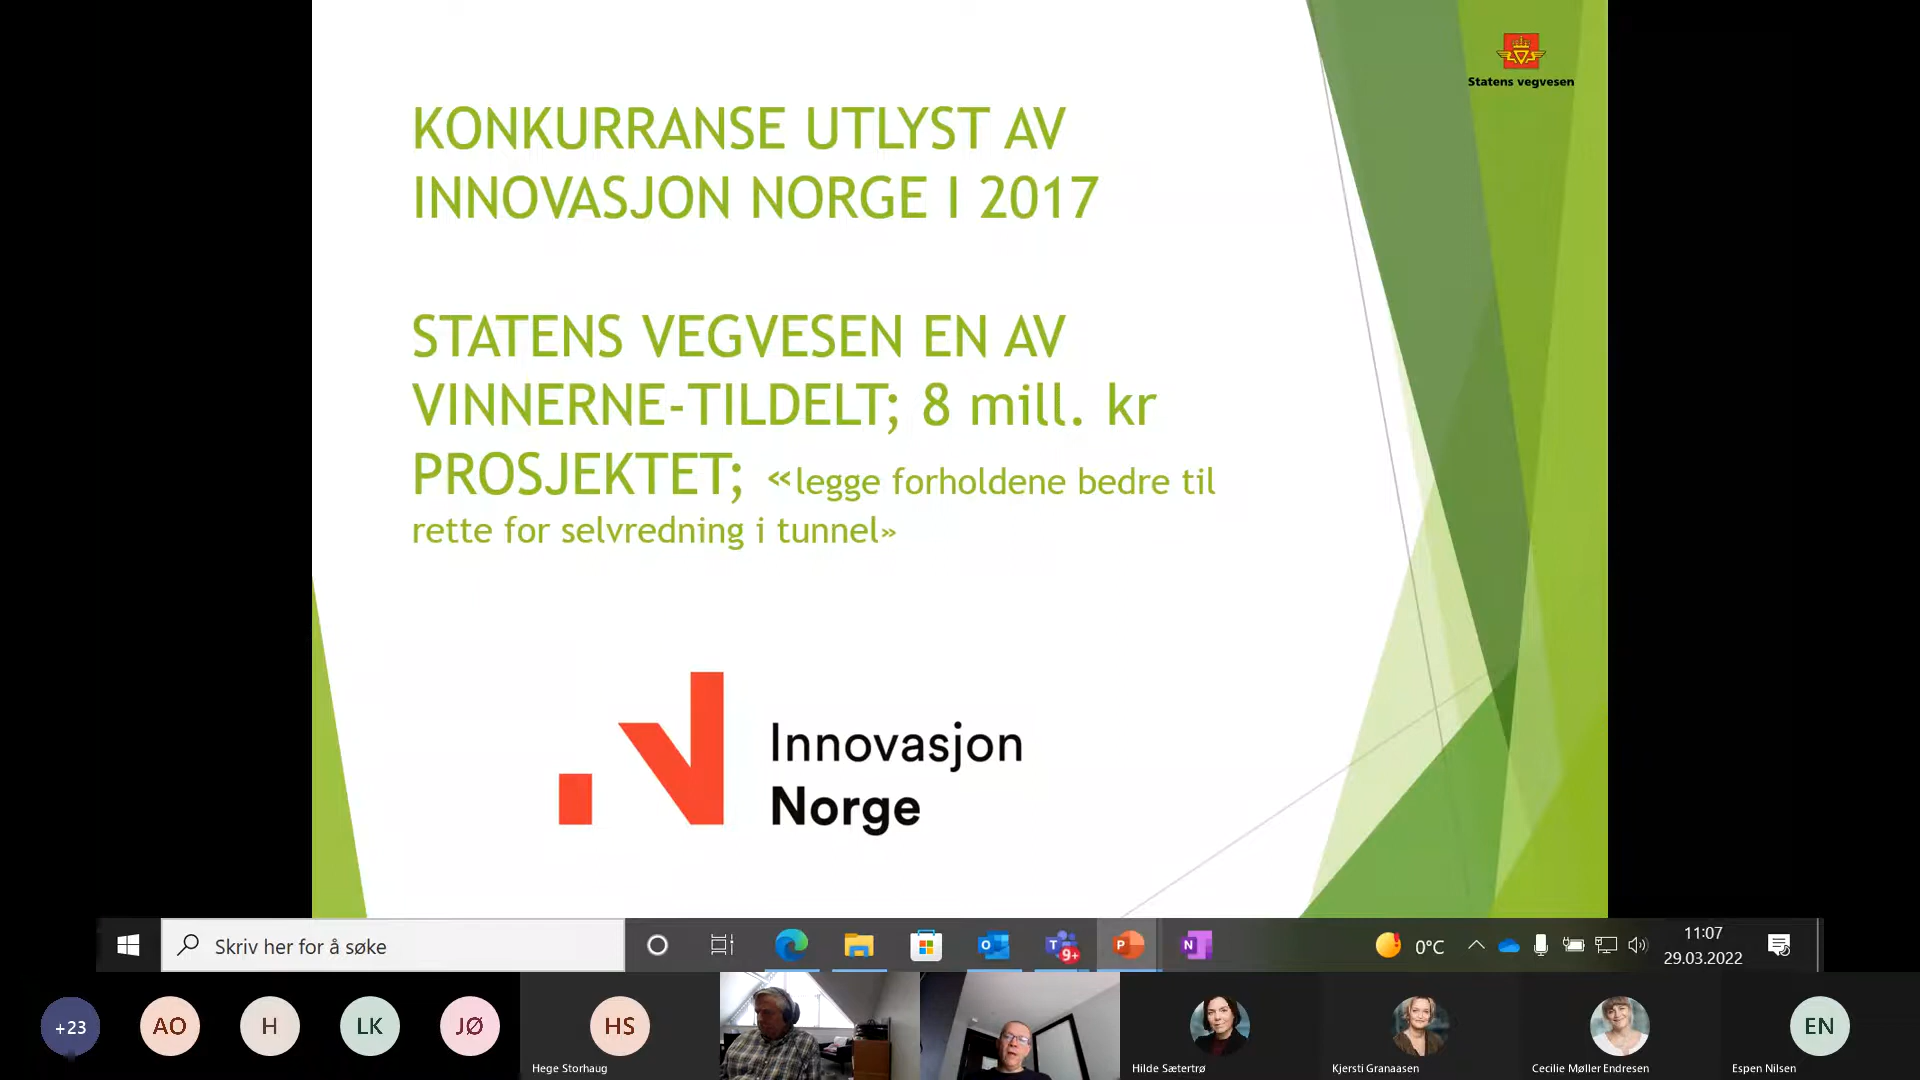 Statens vegvesen
KONKURRANSE UTLYST AV
INNOVASJON NORGE I 2017
STATENS VEGVESEN EN AV
VINNERNE-TILDELT; 8 mill. kr
PROSJEKTET; «legge forholdene bedre til
rette for selvredning i tunnel»
Innovasjon
Norge
Skriv her for å søke
9+
0°C
11:07
29.03.2022
+23
AO
H
LK
JØ
HS
EN
Hege Storhaug
Hilde Sætertrø
Kjersti Granaasen
Cecilie Møller Endresen
Espen Nilsen